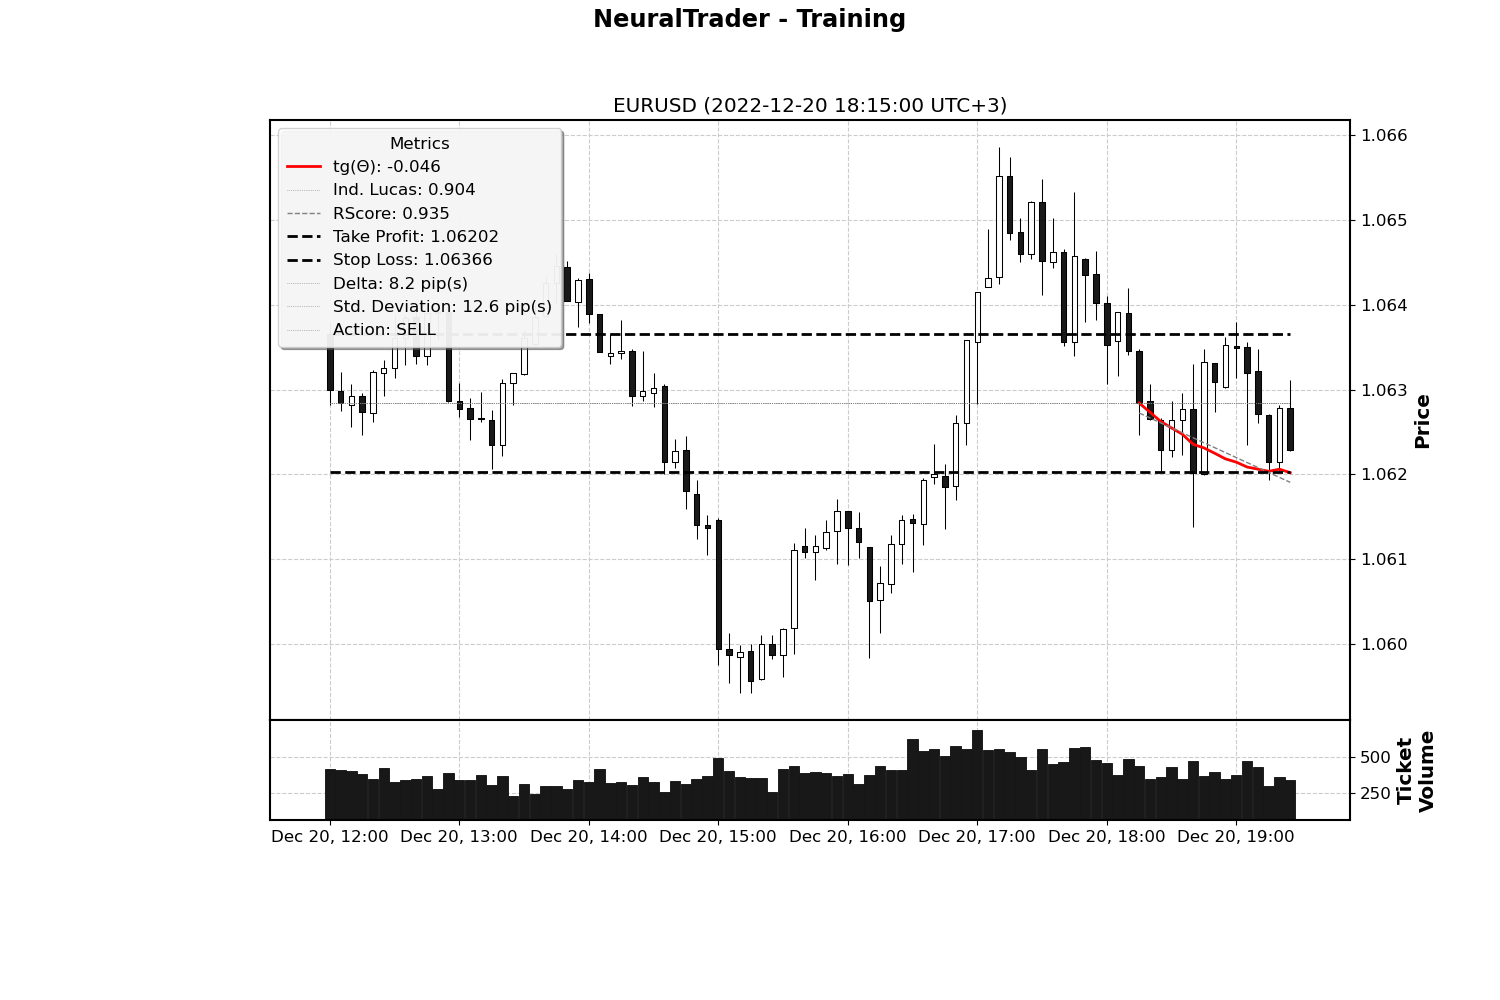 NeuralTrader - Training
EURUSD (2022-12-20 18:15:00 UTC+3)
Metrics
tg(Θ): -0.046
Ind. Lucas: 0.904
RScore: 0.935
Take Profit: 1.06202
Stop Loss: 1.06366
Delta: 8.2 pip(s)
Std. Deviation: 12.6 pip(s)
Action: SELL
1.066
1.065
1.064
1.063
1.062
1.061
1.060
Price
500
250
Ticket
Volume
Dec 20, 12:00
Dec 20, 13:00
Dec 20, 14:00
Dec 20, 15:00
Dec 20, 16:00
Dec 20, 17:00
Dec 20, 18:00
Dec 20, 19:00